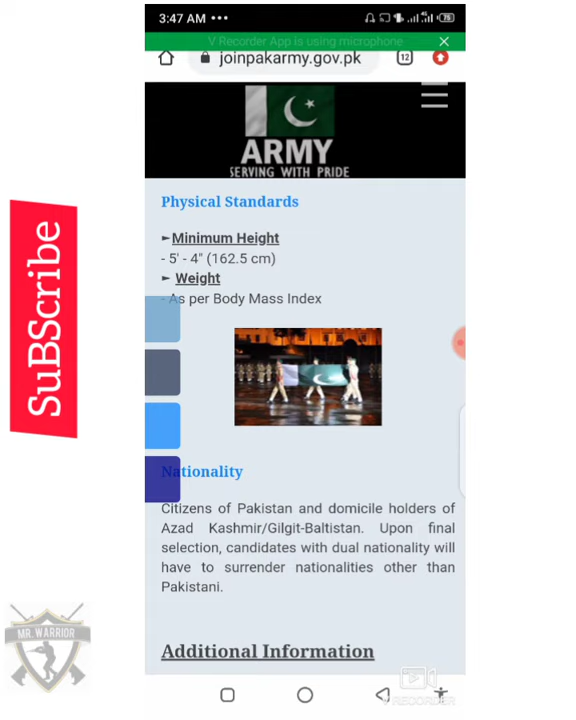 3:47 AM •••
76
V Recorder App is using microphone
joinpakarmy.gov.pk
12
ARMY
SERVING WITH PRIDE
Physical Standards
►Minimum Height
- 5' - 4" (162.5 cm)
► Weight
- As per Body Mass Index
Nationality
Citizens of Pakistan and domicile holders of
Azad Kashmir/Gilgit-Baltistan. Upon final
selection, candidates with dual nationality will
have to surrender nationalities other than
Pakistani.
Additional Information
SuBScribe
MR. WARRIOR
V RECORDER